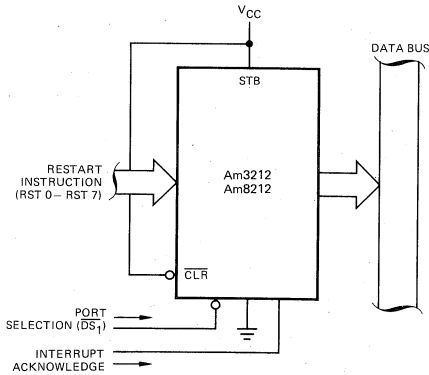 VCC
DATA BUS
STB
RESTART
INSTRUCTION
(RST 0– RST 7)
Am3212
Am8212
CLR
PORT
SELECTION (DS1)
INTERRUPT
ACKNOWLEDGE